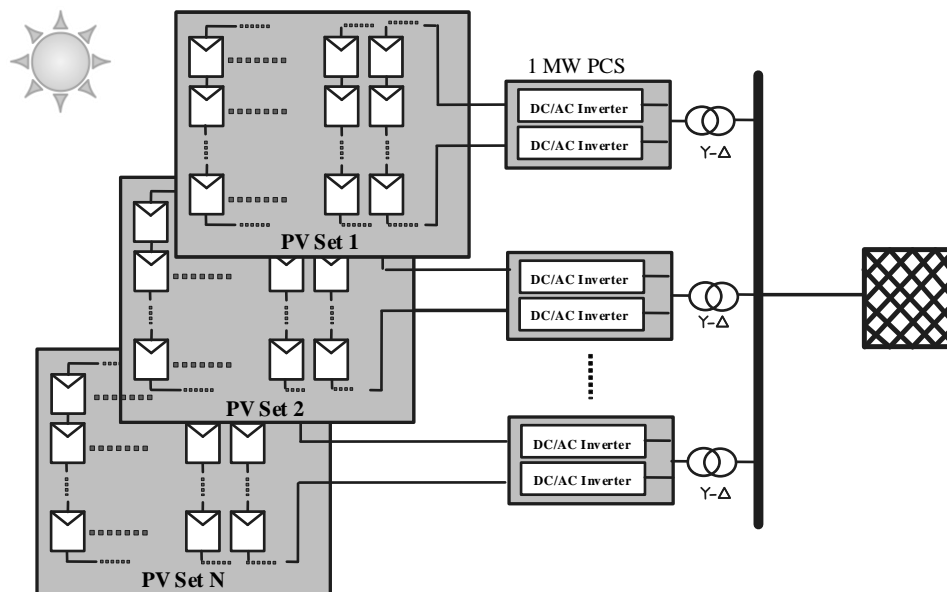 1 MW PCS
DC/AC Inverter
DC/AC Inverter
Y-Δ
PV Set 1
DC/AC Inverter
DC/AC Inverter
Y-Δ
PV Set 2
DC/AC Inverter
DC/AC Inverter
Y-Δ
PV Set N